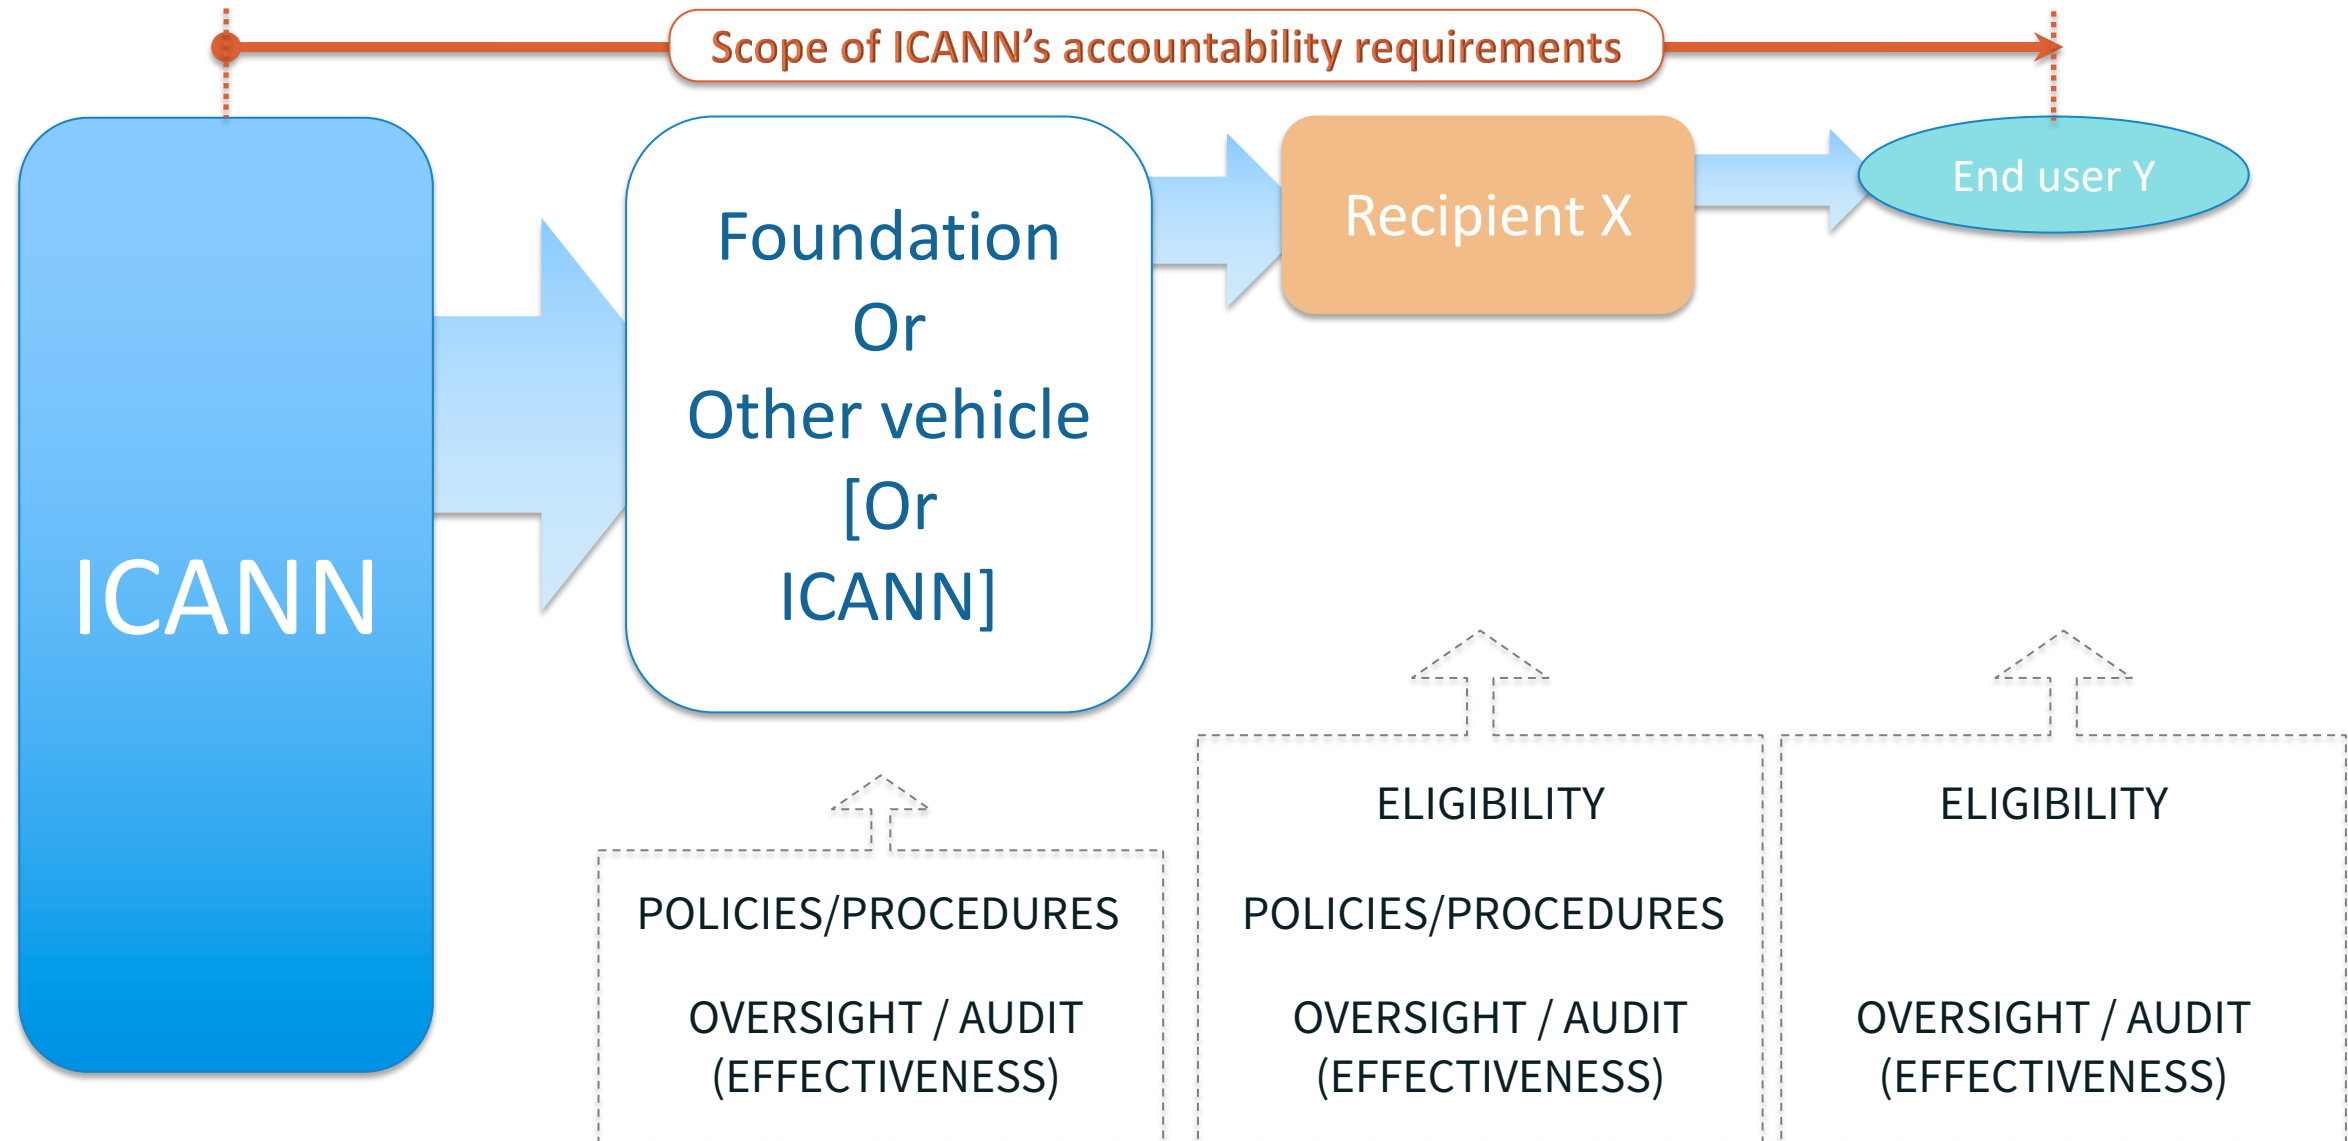 Scope of ICANN’s accountability requirements
ICANN
Foundation
Or
Other vehicle
[Or
ICANN]
Recipient X
End user Y
POLICIES/PROCEDURES
OVERSIGHT / AUDIT
(EFFECTIVENESS)
ELIGIBILITY
POLICIES/PROCEDURES
OVERSIGHT / AUDIT
(EFFECTIVENESS)
ELIGIBILITY
OVERSIGHT / AUDIT
(EFFECTIVENESS)